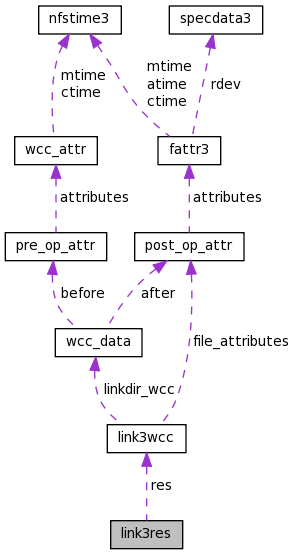 nfstime3
specdata3
mtime
ctime
mtime
atime
ctime
rdev
wcc_attr
fattr3
attributes
attributes
pre_op_attr
post_op_attr
before
after
wcc_data
file_attributes
linkdir_wcc
link3wcc
res
link3res